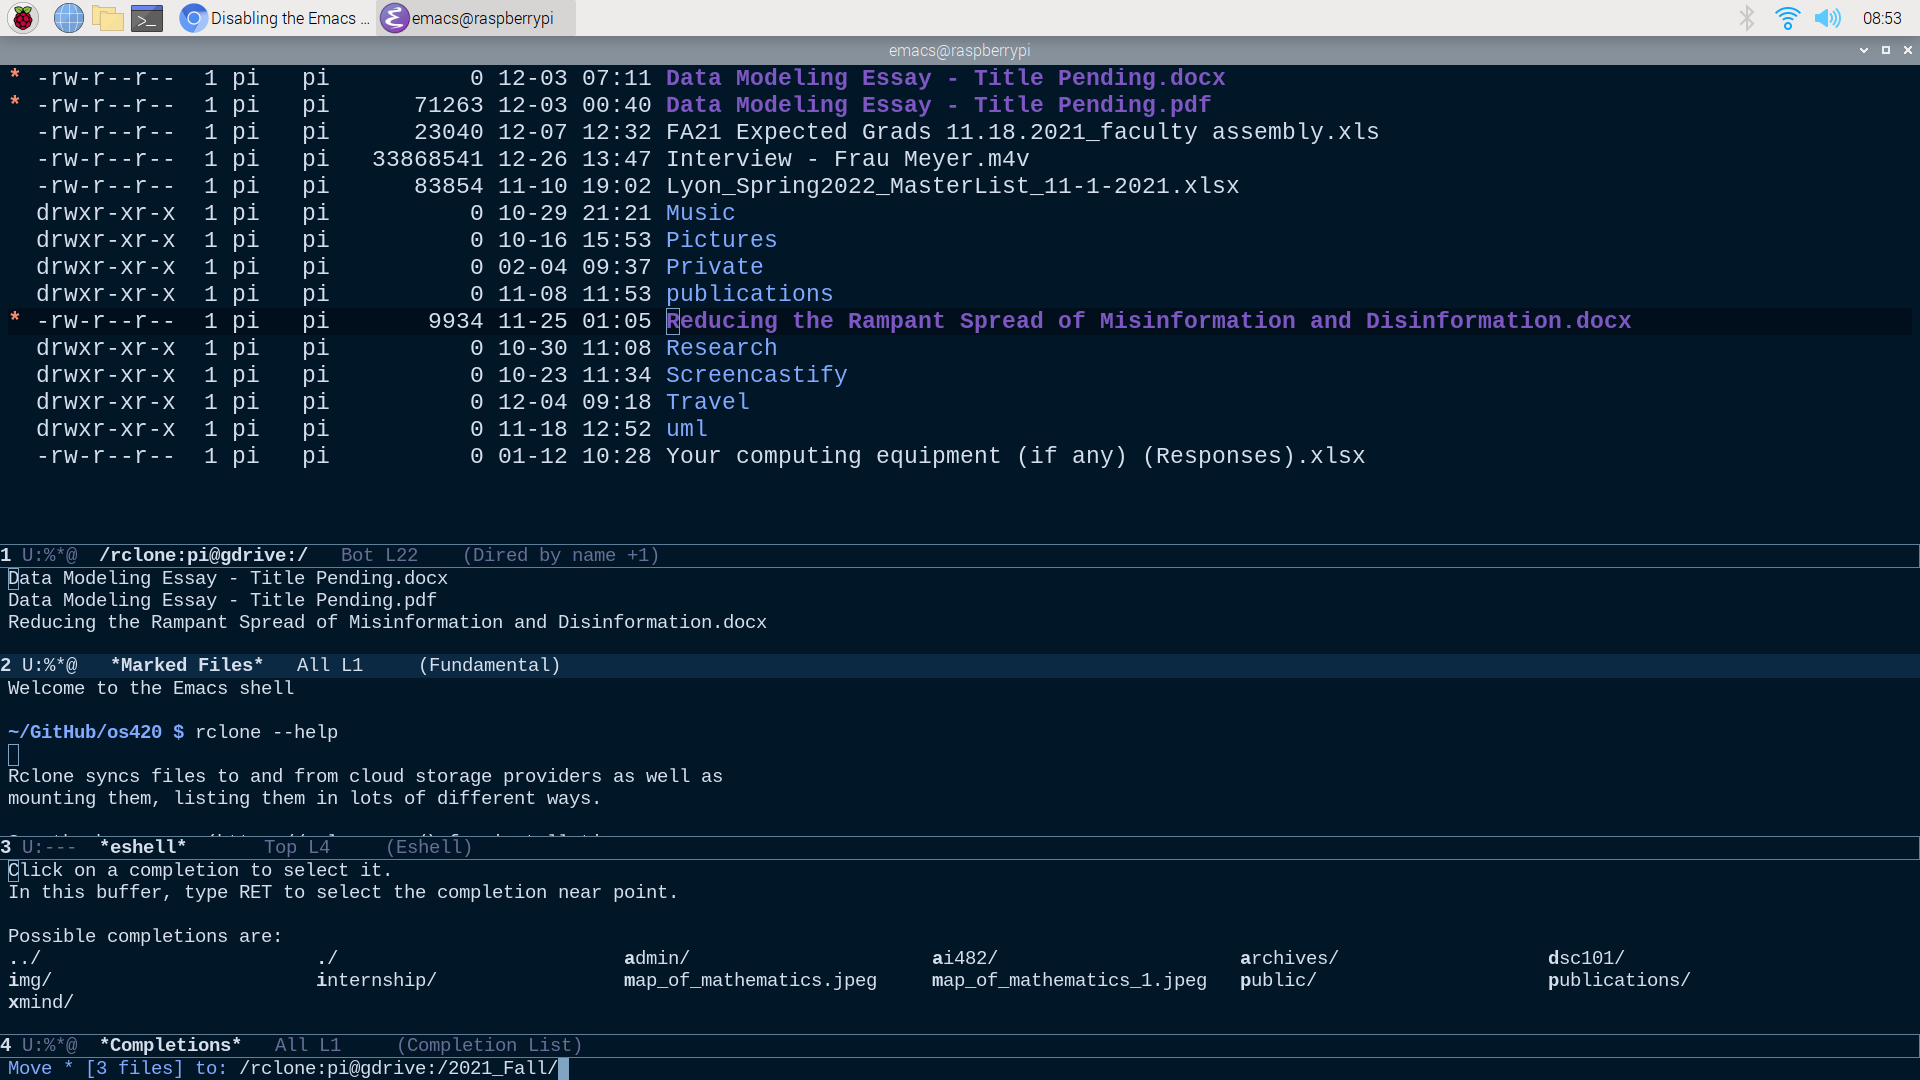 Disabling the Emacs ... emacs@raspberrypi 08:53
emacs@raspberrypi
* -rw-r--r--  1 pi   pi          0 12-03 07:11 Data Modeling Essay - Title Pending.docx
* -rw-r--r--  1 pi   pi      71263 12-03 00:40 Data Modeling Essay - Title Pending.pdf
  -rw-r--r--  1 pi   pi      23040 12-07 12:32 FA21 Expected Grads 11.18.2021_faculty assembly.xls
  -rw-r--r--  1 pi   pi   33868541 12-26 13:47 Interview - Frau Meyer.m4v
  -rw-r--r--  1 pi   pi      83854 11-10 19:02 Lyon_Spring2022_MasterList_11-1-2021.xlsx
  drwxr-xr-x  1 pi   pi          0 10-29 21:21 Music
  drwxr-xr-x  1 pi   pi          0 10-16 15:53 Pictures
  drwxr-xr-x  1 pi   pi          0 02-04 09:37 Private
  drwxr-xr-x  1 pi   pi          0 11-08 11:53 publications
* -rw-r--r--  1 pi   pi       9934 11-25 01:05 Reducing the Rampant Spread of Misinformation and Disinformation.docx
  drwxr-xr-x  1 pi   pi          0 10-30 11:08 Research
  drwxr-xr-x  1 pi   pi          0 10-23 11:34 Screencastify
  drwxr-xr-x  1 pi   pi          0 12-04 09:18 Travel
  drwxr-xr-x  1 pi   pi          0 11-18 12:52 uml
  -rw-r--r--  1 pi   pi          0 01-12 10:28 Your computing equipment (if any) (Responses).xlsx
1 U:%*@  /rclone:pi@gdrive:/   Bot L22    (Dired by name +1)
Data Modeling Essay - Title Pending.docx
Data Modeling Essay - Title Pending.pdf
Reducing the Rampant Spread of Misinformation and Disinformation.docx
2 U:%*@   *Marked Files*   All L1     (Fundamental)
Welcome to the Emacs shell
~/GitHub/os420 $ rclone --help
Rclone syncs files to and from cloud storage providers as well as
mounting them, listing them in lots of different ways.
3 U:---  *eshell*       Top L4     (Eshell)
Click on a completion to select it.
In this buffer, type RET to select the completion near point.
Possible completions are:
../ ./ admin/ ai482/ archives/ dsc101/
img/ internship/ map_of_mathematics.jpeg map_of_mathematics_1.jpeg public/ publications/
xmind/
4 U:%*@  *Completions*   All L1     (Completion List)
Move * [3 files] to: /rclone:pi@gdrive:/2021_Fall/